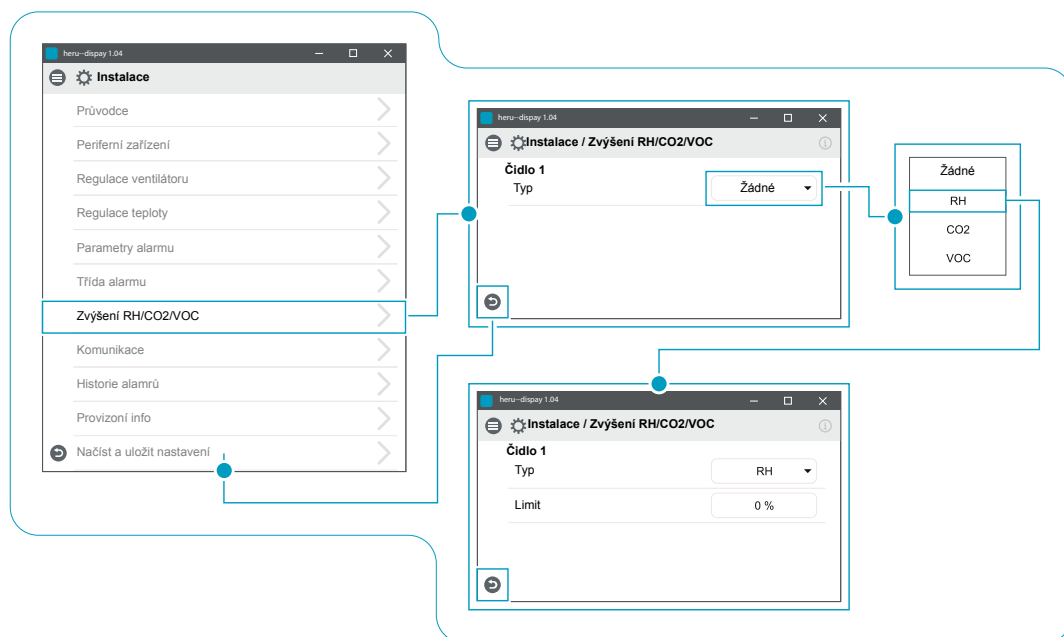 heru-dispay 1.04
Instalace
Průvodce
Periferní zařízení
Regulace ventilátoru
Regulace teploty
Parametry alarmu
Třída alarmu
Zvýšení RH/CO2/VOC
Komunikace
Historie alamrů
Provizoní info
Načíst a uložit nastavení
heru-dispay 1.04
Instalace / Zvýšení RH/CO2/VOC
Čidlo 1
Typ Žádné
Žádné
RH
CO2
VOC
heru-dispay 1.04
Instalace / Zvýšení RH/CO2/VOC
Čidlo 1
Typ RH
Limit 0 %